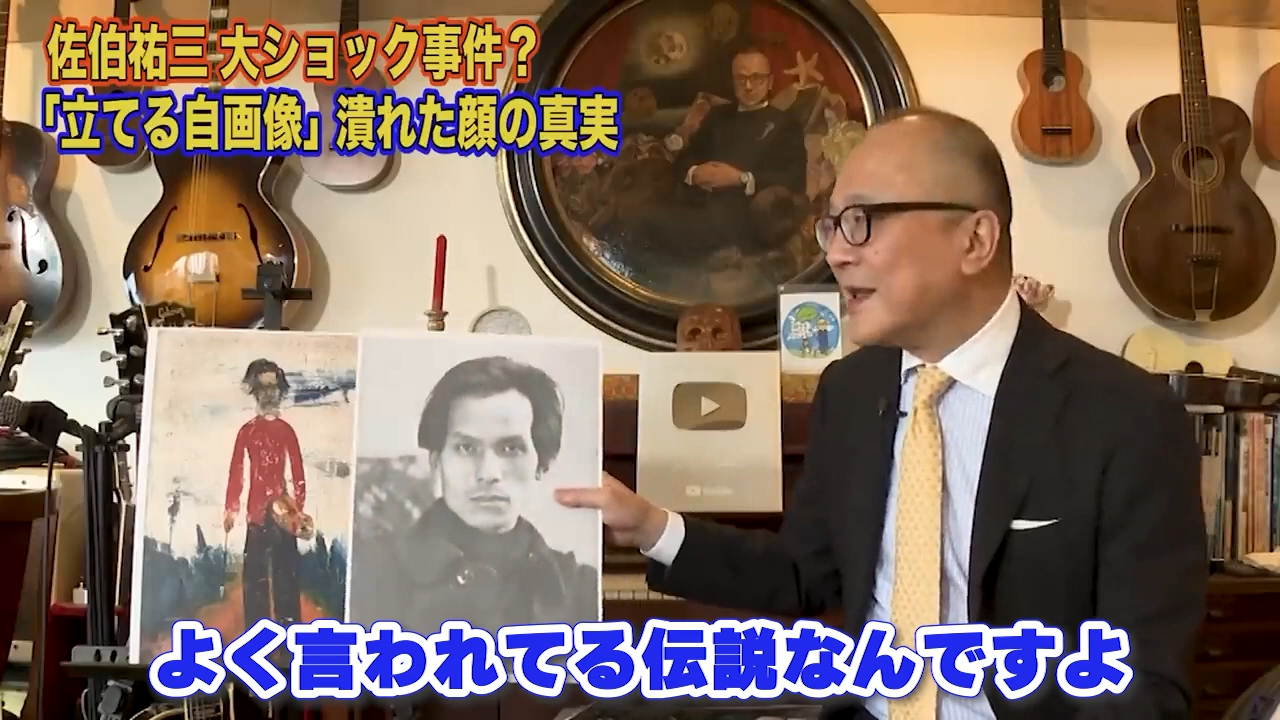 佐伯祐三 大ショック事件？
「立てる自画像」潰れた顔の真実
Gibson
よく言われてる伝説なんですよ